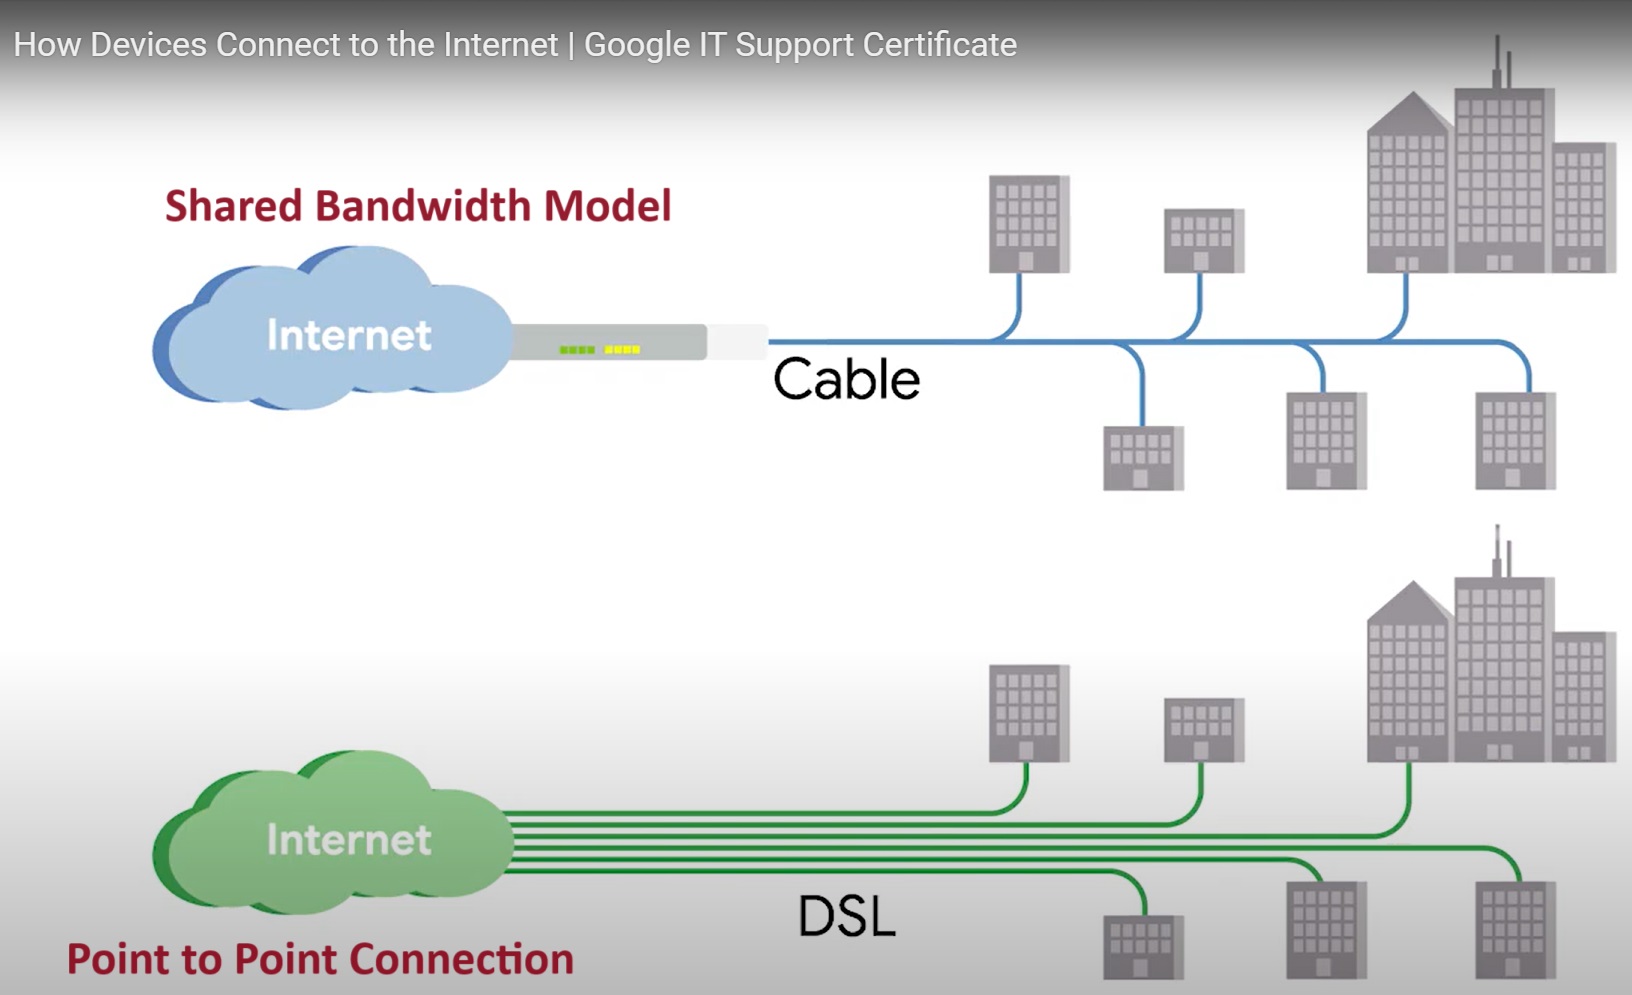 How Devices Connect to the Internet | Google IT Support Certificate
Shared Bandwidth Model
Internet
Cable
Internet
DSL
Point to Point Connection